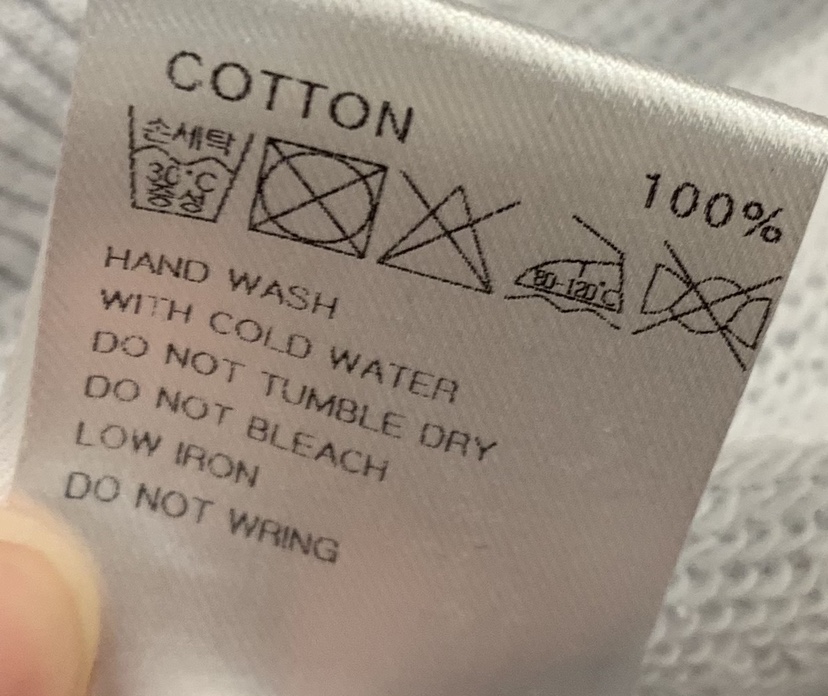 COTTON
100%
손세탁
30°C
중성
80-120°C
HAND WASH
WITH COLD WATER
DO NOT TUMBLE DRY
DO NOT BLEACH
LOW IRON
DO NOT WRING